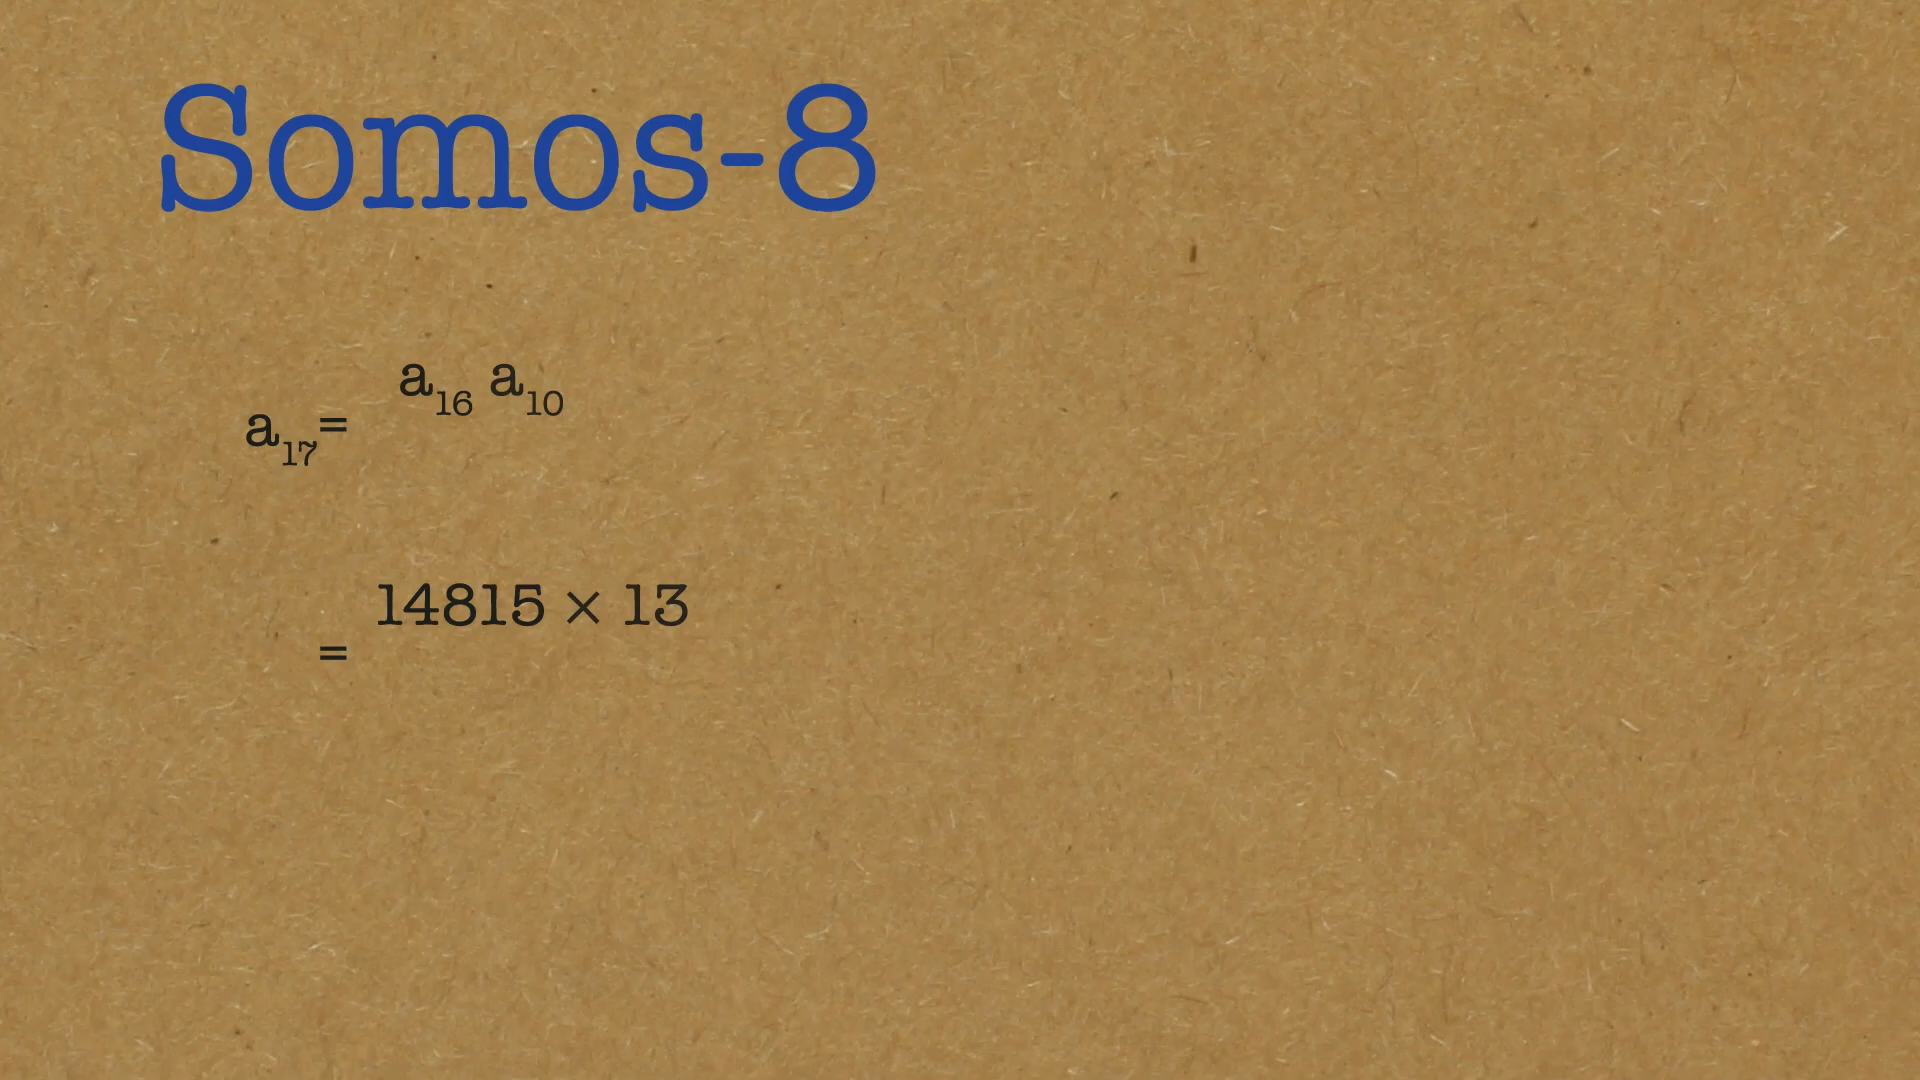 Somos-8
a₁₆ a₁₀
a₁₇=
14815 × 13
=